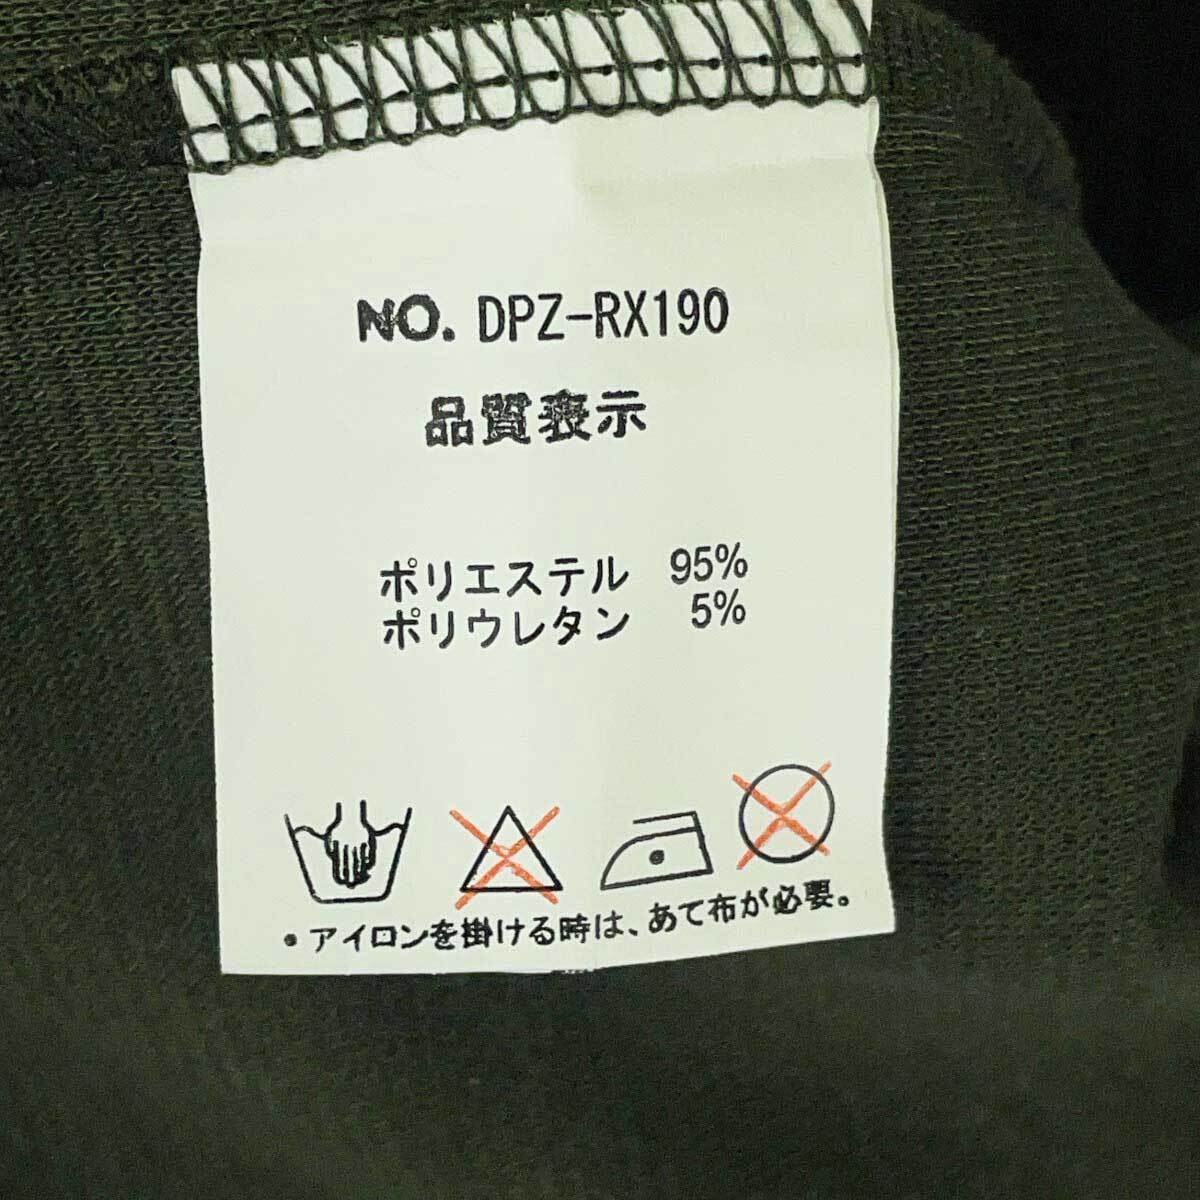 NO. DPZ-RX190
品質表示
ポリエステル 95%
ポリウレタン 5%
・アイロンを掛ける時は、あて布が必要。